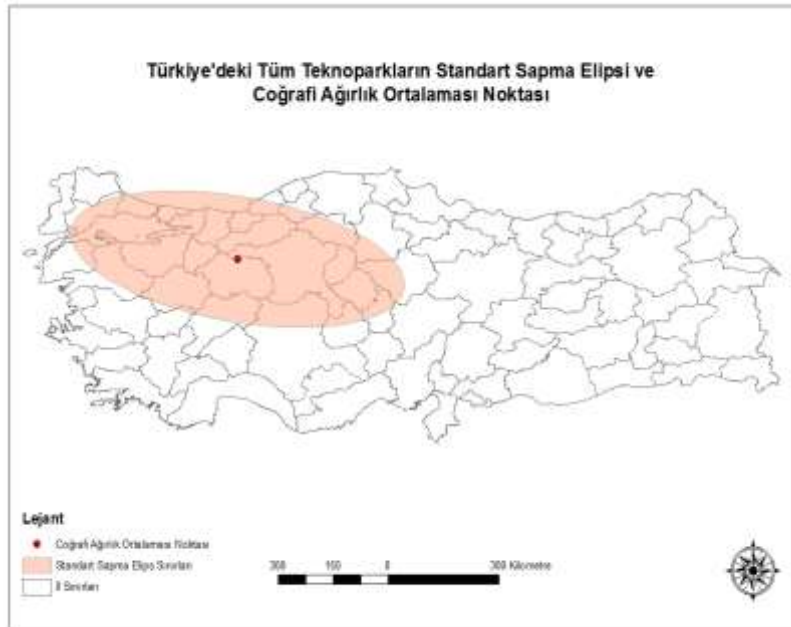 Türkiye'deki Tüm Teknoparkların Standart Sapma Elipsi ve
Coğrafi Ağırlık Ortalaması Noktası
Lejant
Coğrafi Ağırlık Ortalaması Noktası
Standart Sapma Elips Sınırları
İl Sınırları
300 150 0 300 Kilometre